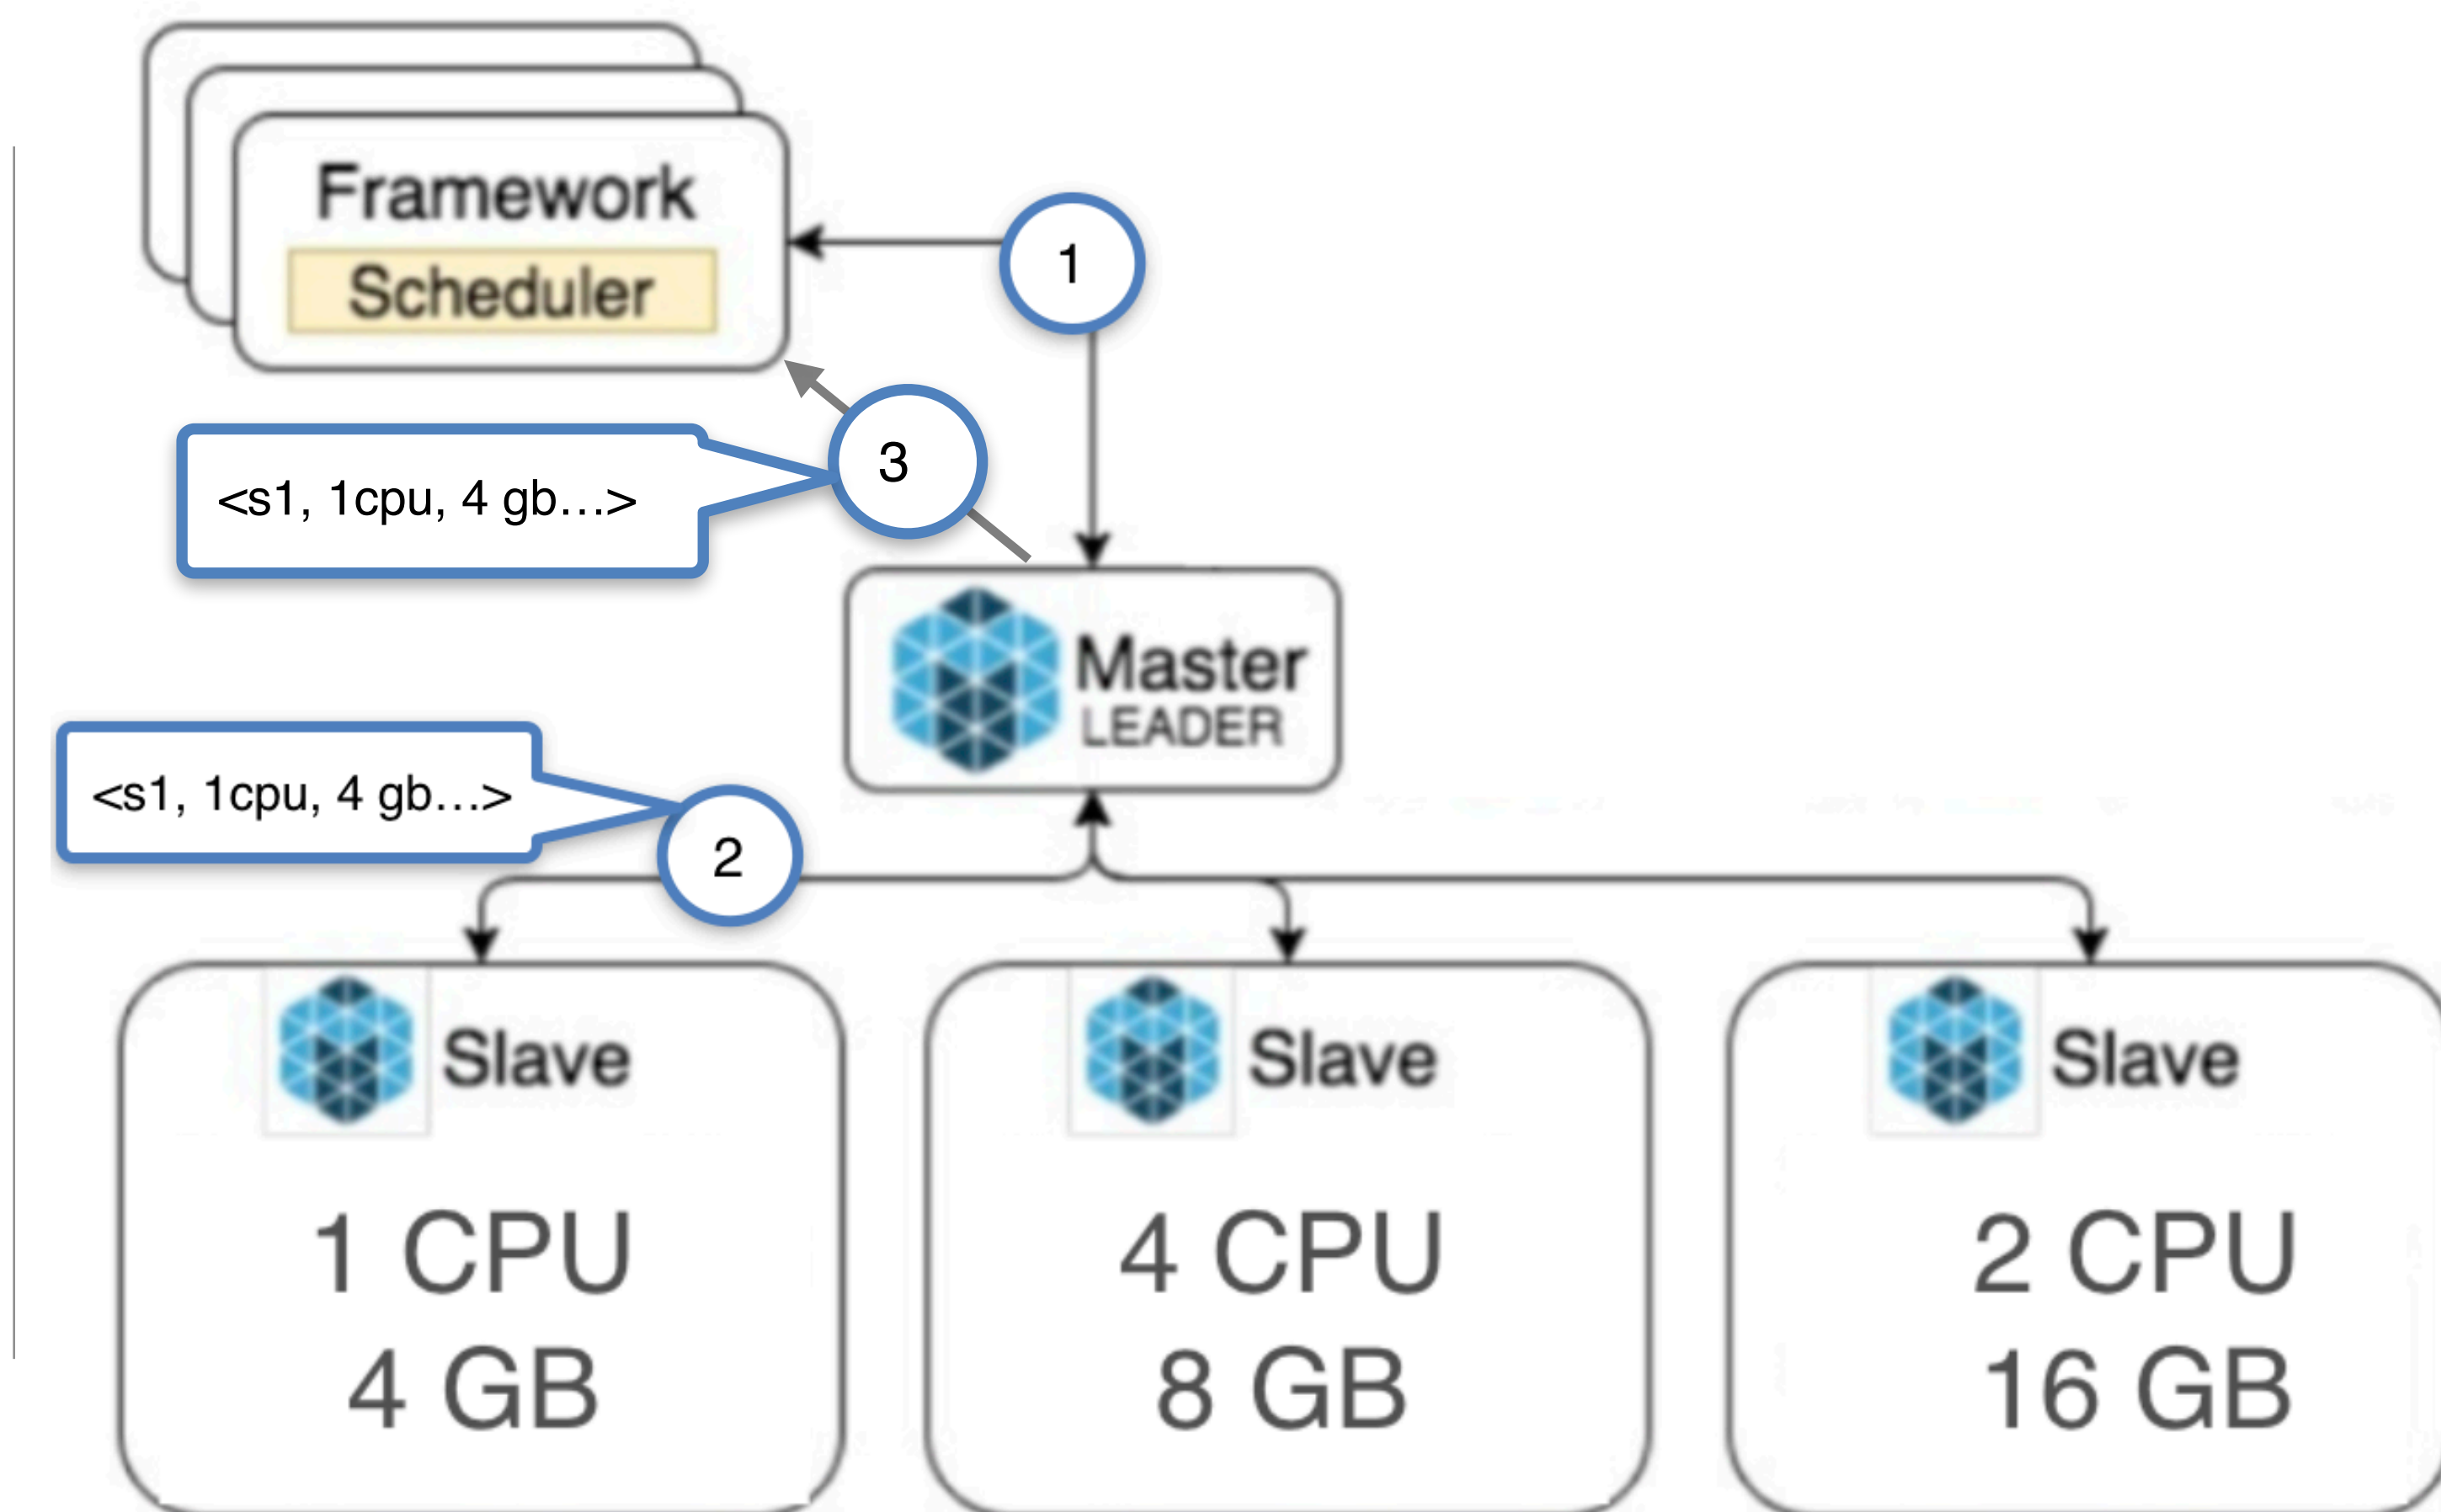 Framework
Scheduler
1
3
<s1, 1cpu, 4 gb...>
Master
LEADER
<s1, 1cpu, 4 gb...>
2
Slave
1 CPU
4 GB
Slave
4 CPU
8 GB
Slave
2 CPU
16 GB